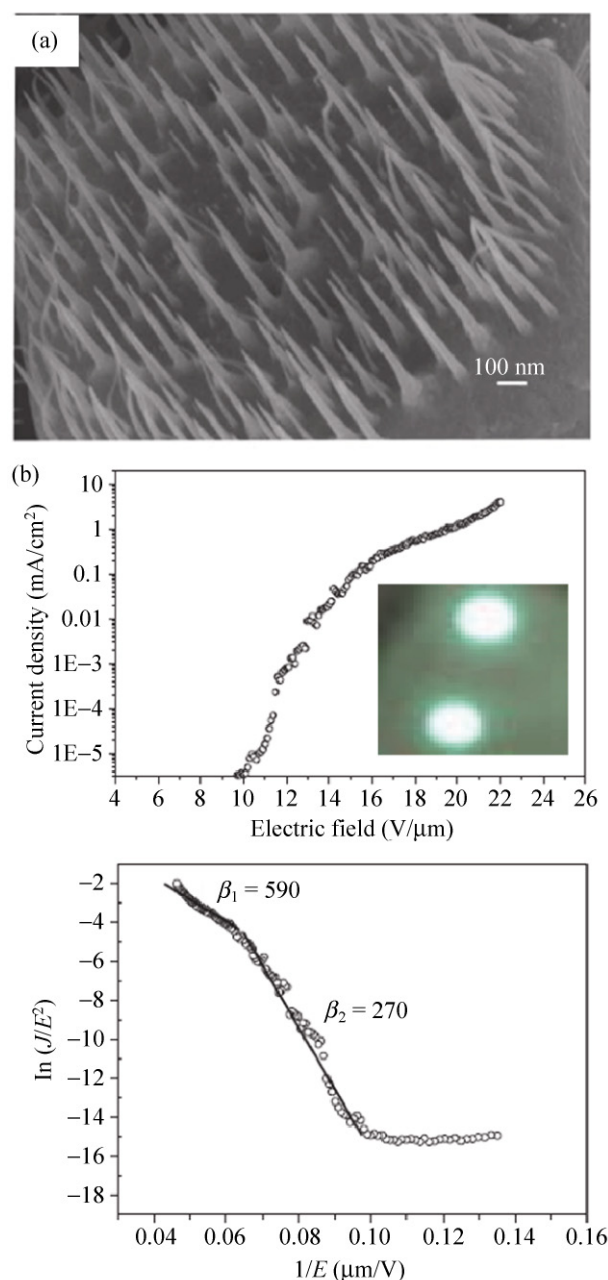 (a)
100 nm
(b)
10
1
0.1
0.01
1E−3
1E−4
1E−5
Current density (mA/cm²)
4 6 8 10 12 14 16 18 20 22 24 26
Electric field (V/μm)
−2
−4
−6
−8
−10
−12
−14
−16
−18
ln (J/E²)
β₁ = 590
β₂ = 270
0.04 0.06 0.08 0.10 0.12 0.14 0.16
1/E (μm/V)